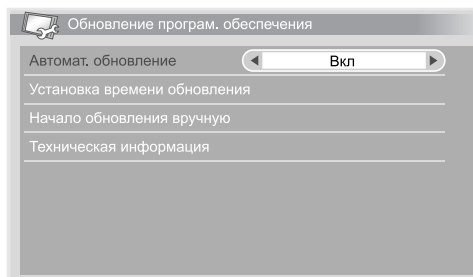 Обновление програм. обеспечения
Автомат. обновление Вкл
Установка времени обновления
Начало обновления вручную
Техническая информация